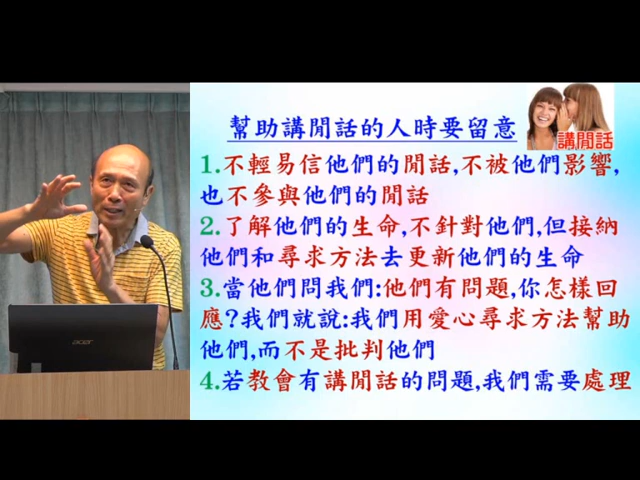 幫助講閒話的人時要留意
講閒話
1.不輕易信他們的閒話,不被他們影響,
也不參與他們的閒話
2.了解他們的生命,不針對他們,但接納
他們和尋求方法去更新他們的生命
3.當他們問我們:他們有問題,你怎樣回
應?我們就說:我們用愛心尋求方法幫助
他們,而不是批判他們
4.若教會有講閒話的問題,我們需要處理
acer